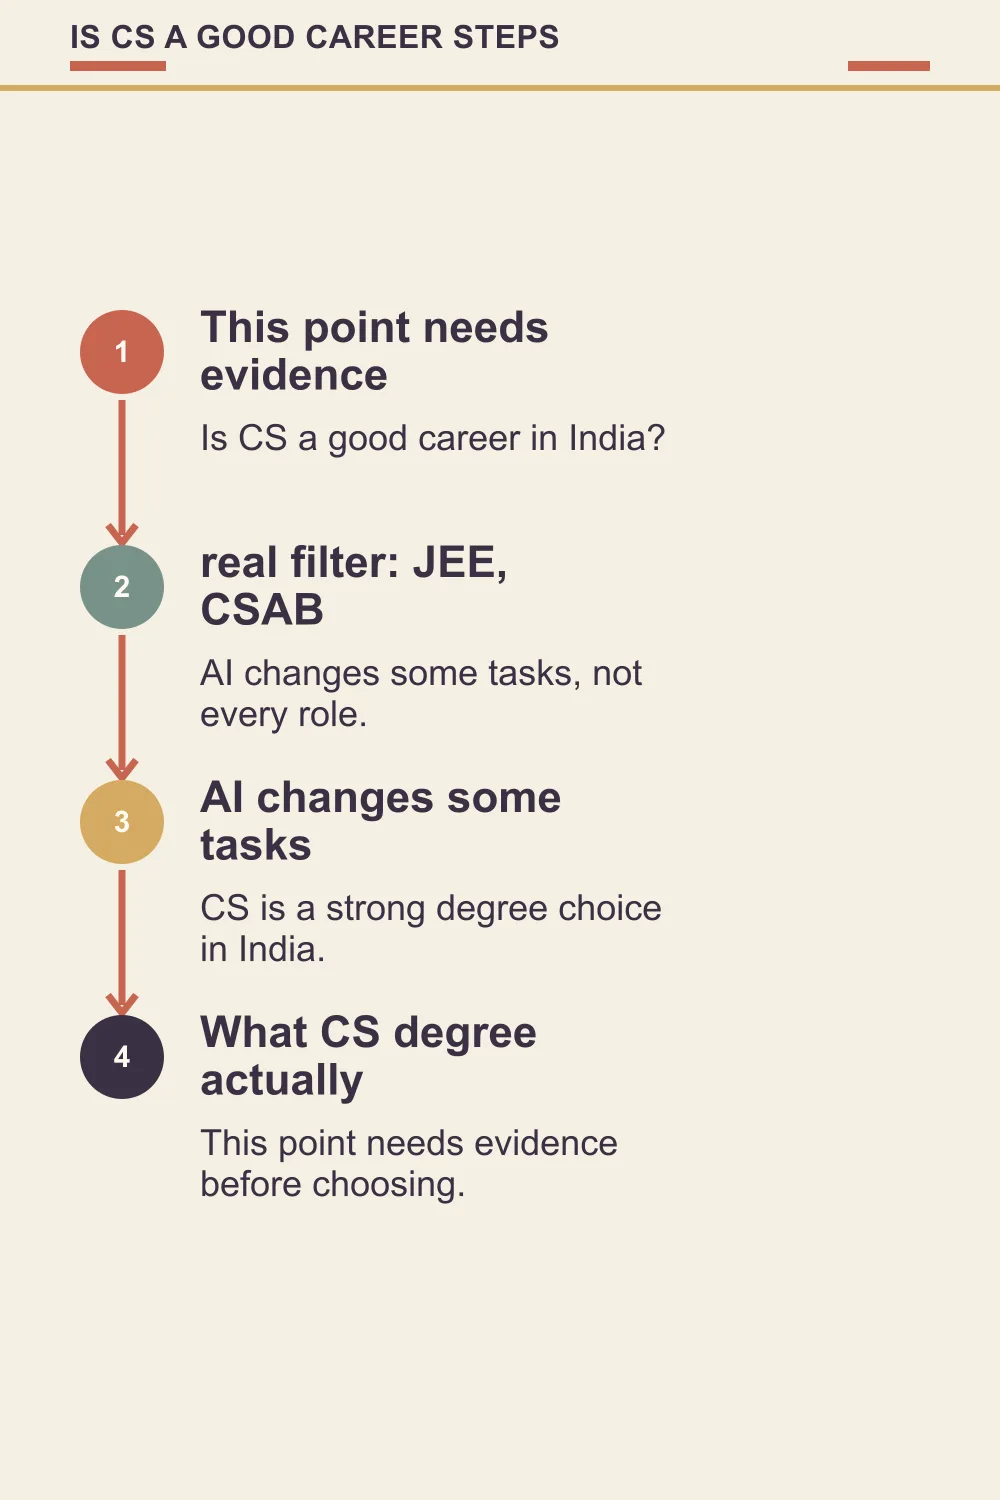 IS CS A GOOD CAREER STEPS
1
This point needs
evidence
Is CS a good career in India?
2
real filter: JEE,
CSAB
AI changes some tasks, not
every role.
3
AI changes some
tasks
CS is a strong degree choice
in India.
4
What CS degree
actually
This point needs evidence
before choosing.